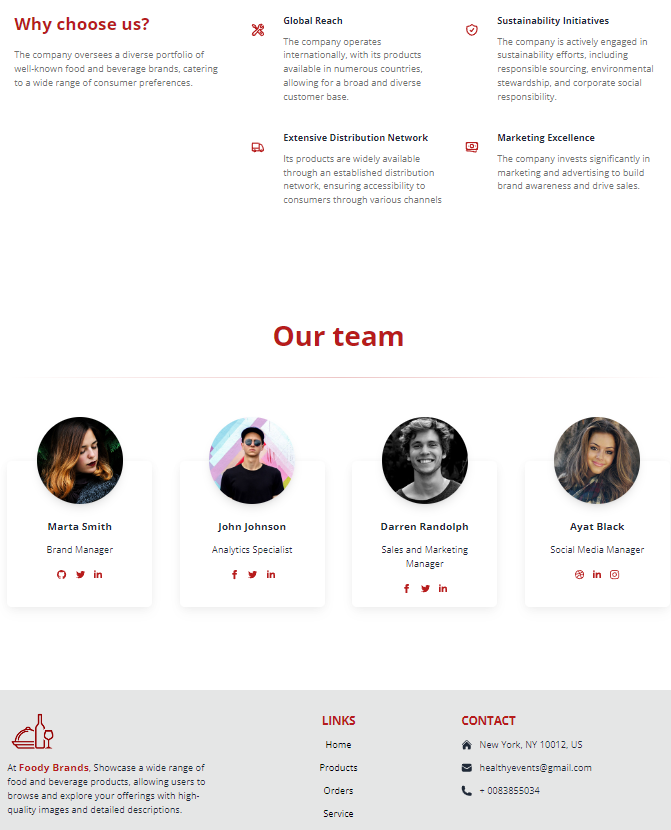 Why choose us?
The company oversees a diverse portfolio of
well-known food and beverage brands, catering
to a wide range of consumer preferences.
Global Reach
The company operates
internationally, with its products
available in numerous countries,
allowing for a broad and diverse
customer base.
Sustainability Initiatives
The company is actively engaged in
sustainability efforts, including
responsible sourcing, environmental
stewardship, and corporate social
responsibility.
Extensive Distribution Network
Its products are widely available
through an established distribution
network, ensuring accessibility to
consumers through various channels
Marketing Excellence
The company invests significantly in
marketing and advertising to build
brand awareness and drive sales.
Our team
Marta Smith
Brand Manager
John Johnson
Analytics Specialist
Darren Randolph
Sales and Marketing
Manager
Ayat Black
Social Media Manager
At Foody Brands, Showcase a wide range of
food and beverage products, allowing users to
browse and explore your offerings with high-
quality images and detailed descriptions.
LINKS
Home
Products
Orders
Service
CONTACT
New York, NY 10012, US
healthyevents@gmail.com
+ 0083855034